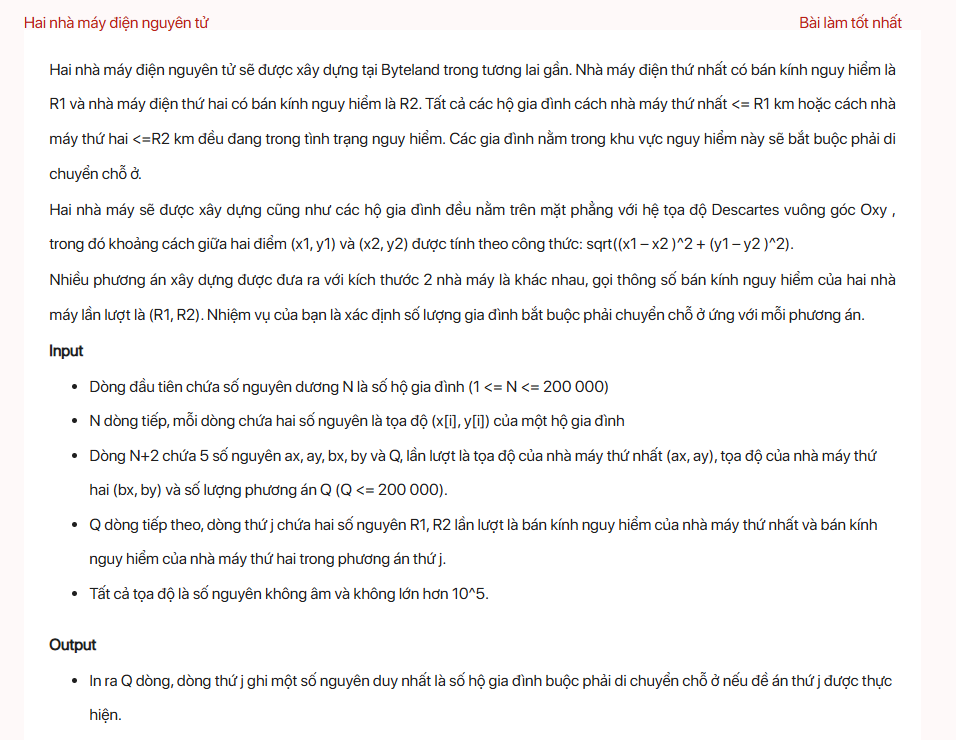 Hai nhà máy điện nguyên tử
Bài làm tốt nhất
Hai nhà máy điện nguyên tử sẽ được xây dựng tại Byteland trong tương lai gần. Nhà máy điện thứ nhất có bán kính nguy hiểm là
R1 và nhà máy điện thứ hai có bán kính nguy hiểm là R2. Tất cả các hộ gia đình cách nhà máy thứ nhất <= R1 km hoặc cách nhà
máy thứ hai <=R2 km đều đang trong tình trạng nguy hiểm. Các gia đình nằm trong khu vực nguy hiểm này sẽ bắt buộc phải di
chuyển chỗ ở.
Hai nhà máy sẽ được xây dựng cũng như các hộ gia đình đều nằm trên mặt phẳng với hệ tọa độ Descartes vuông góc Oxy ,
trong đó khoảng cách giữa hai điểm (x1, y1) và (x2, y2) được tính theo công thức: sqrt((x1 – x2 )^2 + (y1 – y2 )^2).
Nhiều phương án xây dựng được đưa ra với kích thước 2 nhà máy là khác nhau, gọi thông số bán kính nguy hiểm của hai nhà
máy lần lượt là (R1, R2). Nhiệm vụ của bạn là xác định số lượng gia đình bắt buộc phải chuyển chỗ ở ứng với mỗi phương án.
Input
• Dòng đầu tiên chứa số nguyên dương N là số hộ gia đình (1 <= N <= 200 000)
• N dòng tiếp, mỗi dòng chứa hai số nguyên là tọa độ (x[i], y[i]) của một hộ gia đình
• Dòng N+2 chứa 5 số nguyên ax, ay, bx, by và Q, lần lượt là tọa độ của nhà máy thứ nhất (ax, ay), tọa độ của nhà máy thứ
hai (bx, by) và số lượng phương án Q (Q <= 200 000).
• Q dòng tiếp theo, dòng thứ j chứa hai số nguyên R1, R2 lần lượt là bán kính nguy hiểm của nhà máy thứ nhất và bán kính
nguy hiểm của nhà máy thứ hai trong phương án thứ j.
• Tất cả tọa độ là số nguyên không âm và không lớn hơn 10^5.
Output
• In ra Q dòng, dòng thứ j ghi một số nguyên duy nhất là số hộ gia đình buộc phải di chuyển chỗ ở nếu đề án thứ j được thực
hiện.